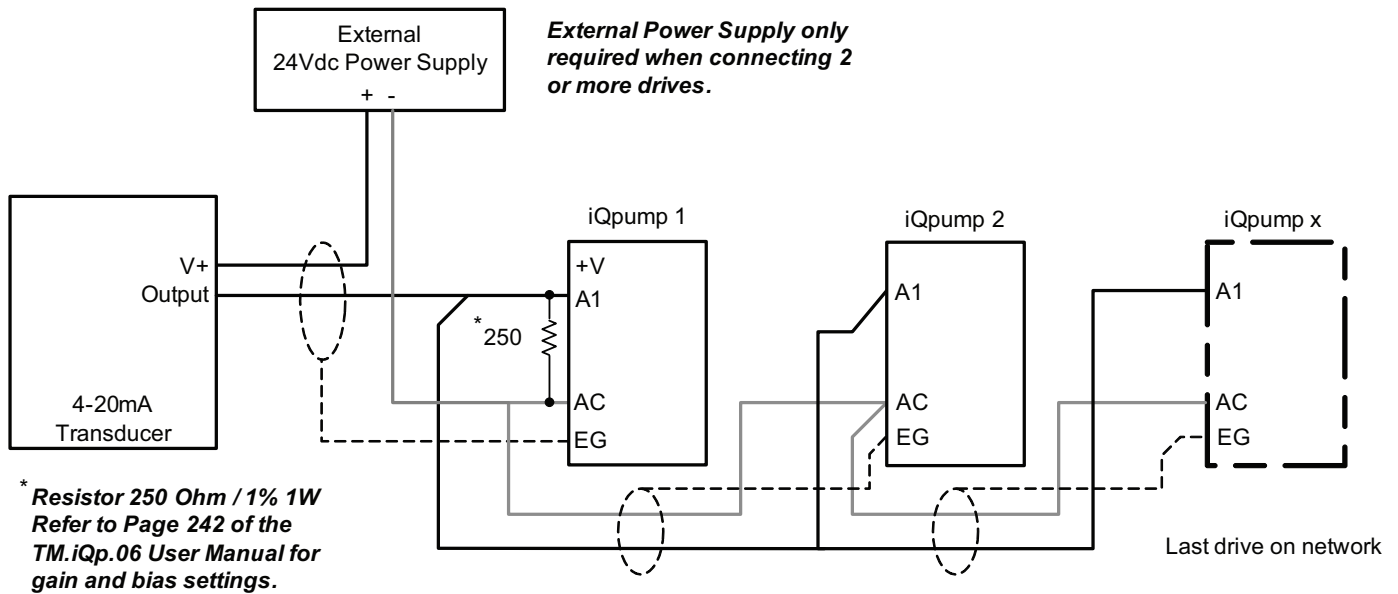 External
24Vdc Power Supply
+ -
External Power Supply only
required when connecting 2
or more drives.
V+
Output
4-20mA
Transducer
iQpump 1
+V
A1
*250
AC
EG
iQpump 2
A1
AC
EG
iQpump x
A1
AC
EG
* Resistor 250 Ohm / 1% 1W
Refer to Page 242 of the
TM.iQp.06 User Manual for
gain and bias settings.
Last drive on network